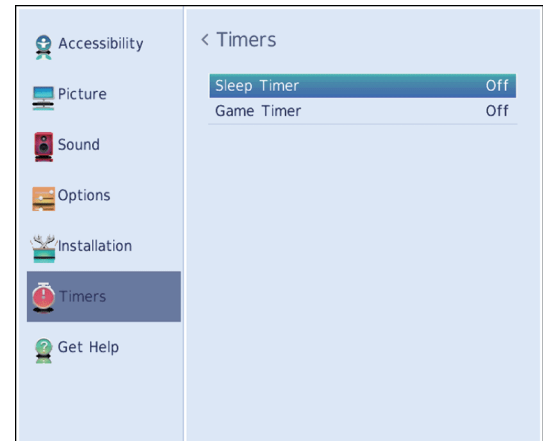 Accessibility
Picture
Sound
Options
Installation
Timers
Get Help
< Timers
Sleep Timer Off
Game Timer Off